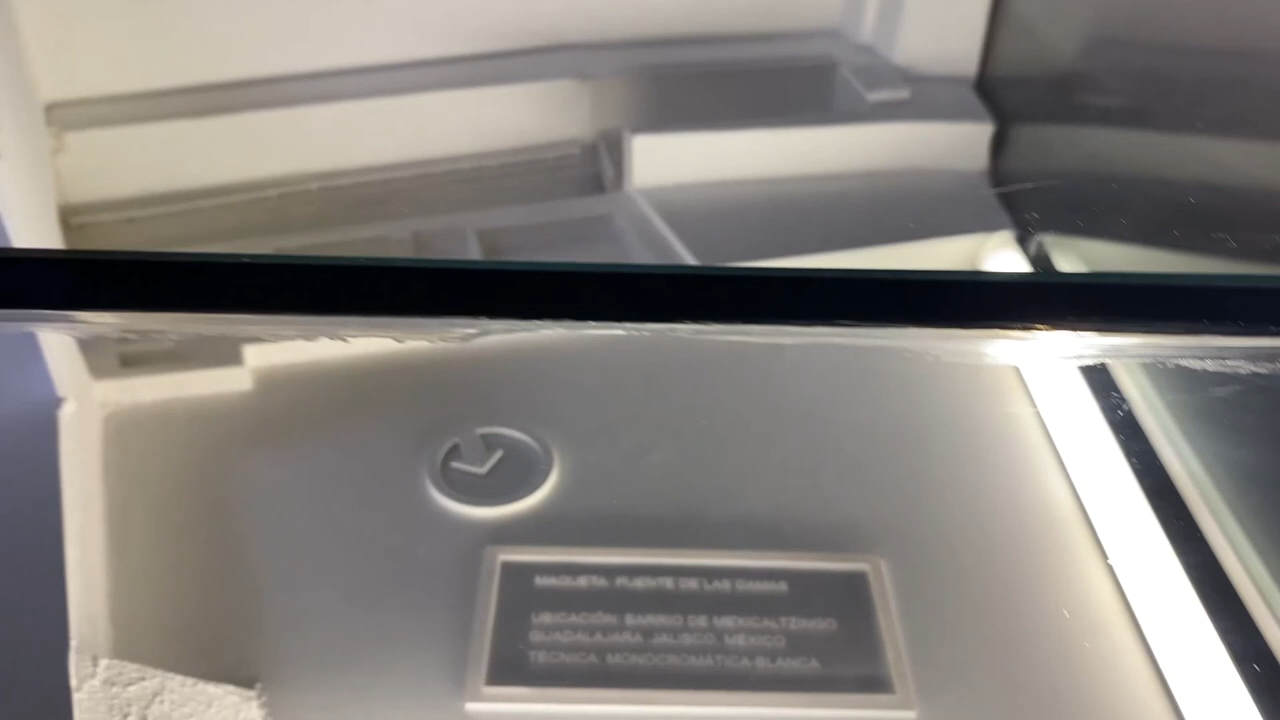 MAQUETA: PUENTE DE LAS DAMAS
UBICACIÓN: BARRIO DE MEXICALTZINGO
GUADALAJARA, JALISCO, MÉXICO
TÉCNICA: MONOCROMÁTICA BLANCA